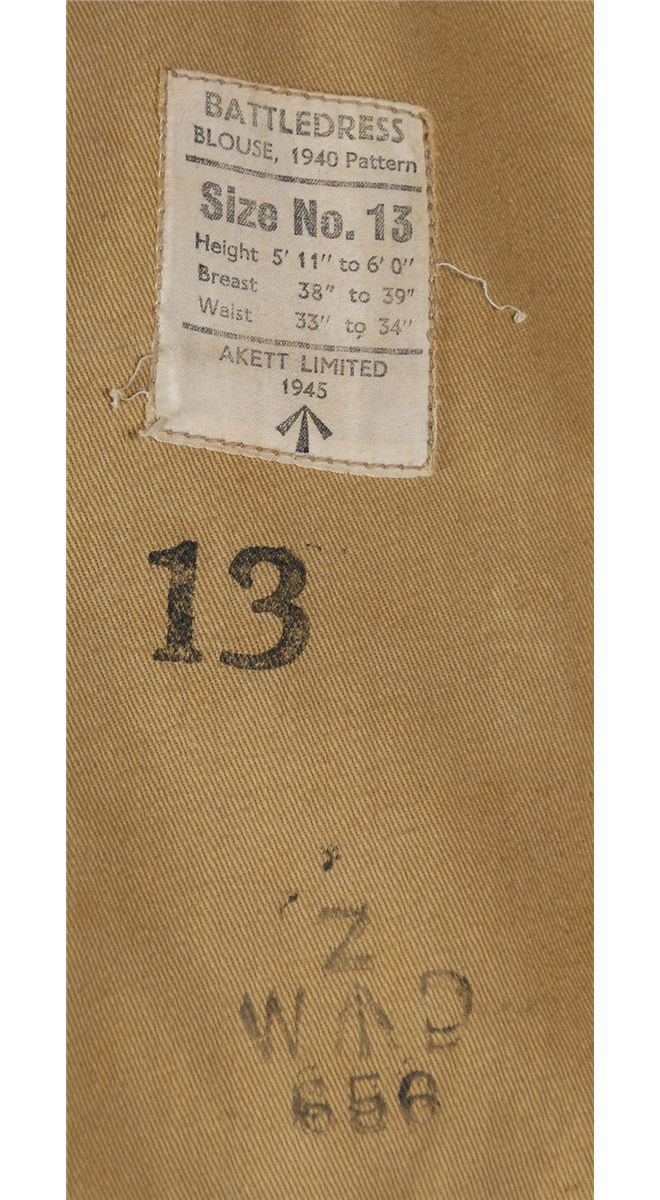 BATTLEDRESS
BLOUSE, 1940 Pattern
Size No. 13
Height 5' 11" to 6' 0"
Breast 38" to 39"
Waist 33" to 34"
AKETT LIMITED
1945
13
Z
W
656